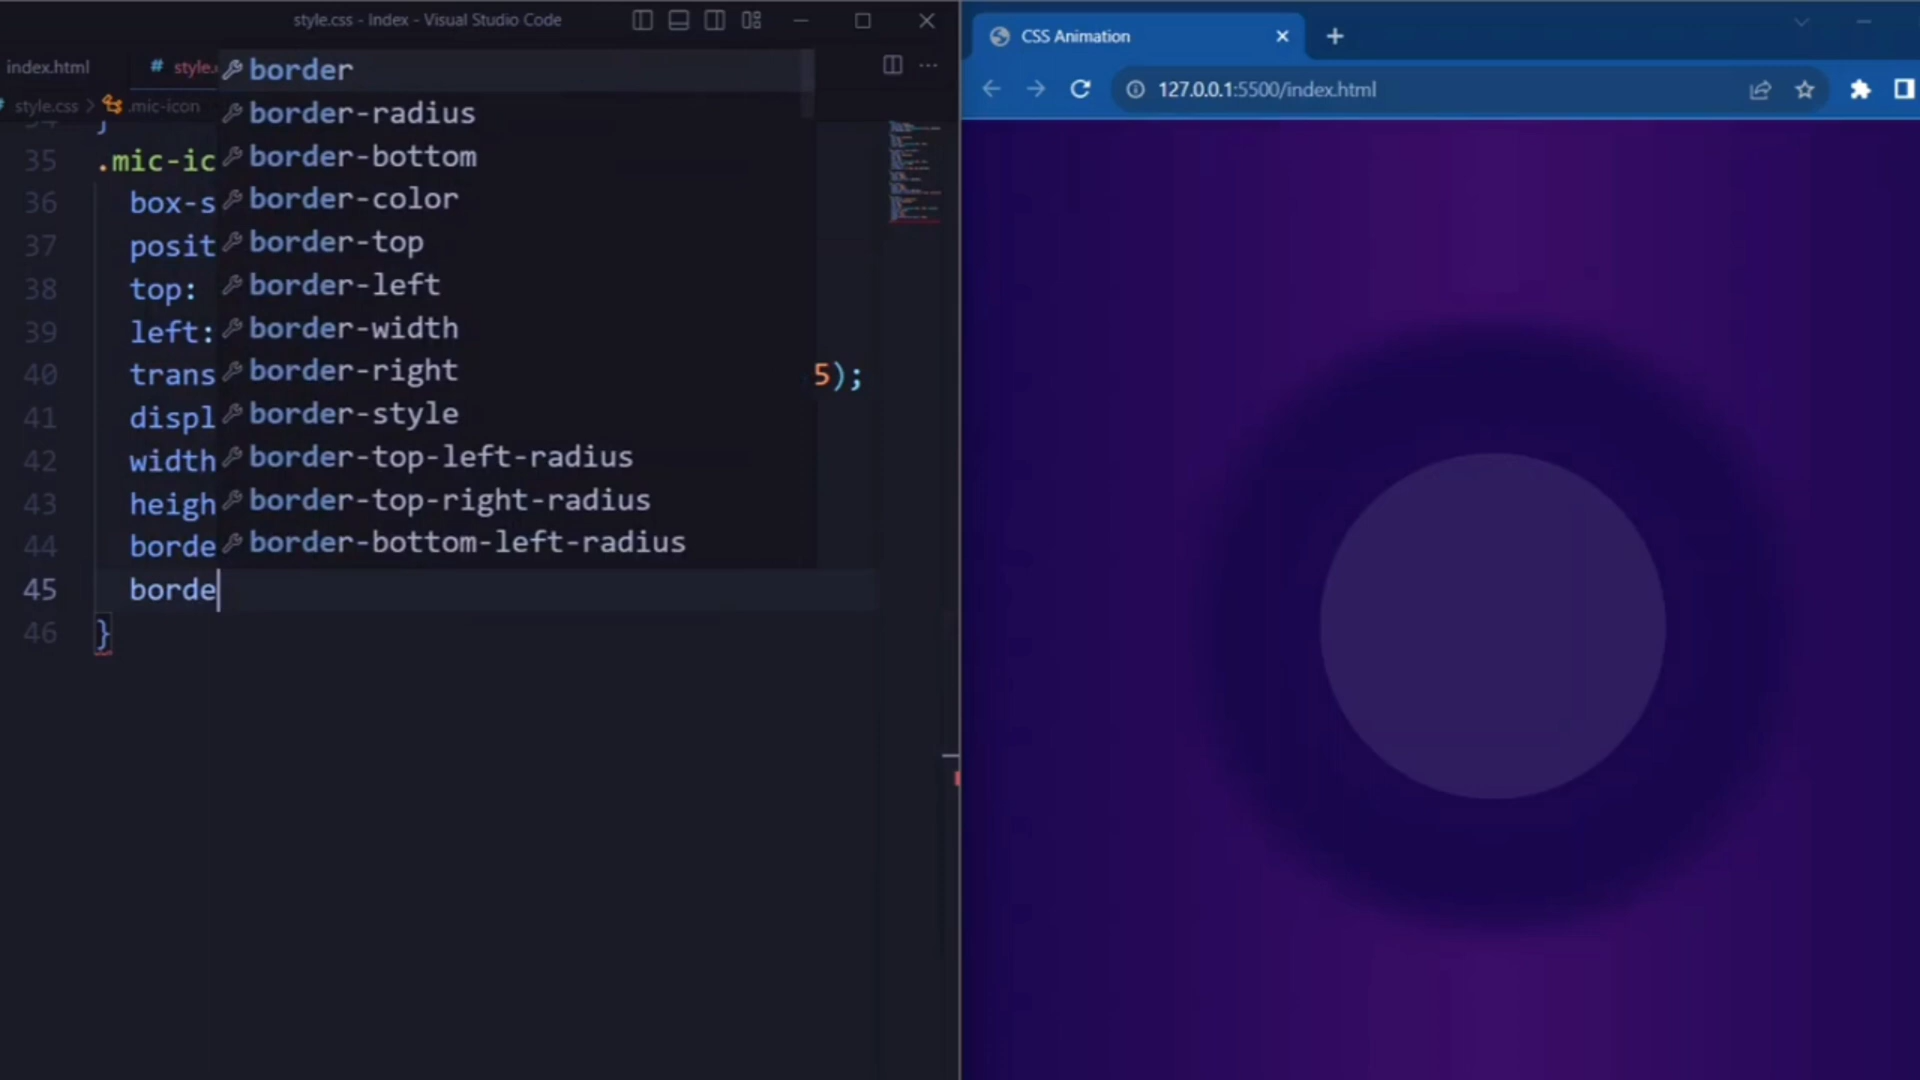 style.css - Index - Visual Studio Code
index.html
# style.
style.css > .mic-icon
34 }
35 .mic-ic
36 box-s
37 posit
38 top:
39 left:
40 trans 5);
41 displ
42 width
43 heigh
44 borde
45 borde
46 }
border
border-radius
border-bottom
border-color
border-top
border-left
border-width
border-right
border-style
border-top-left-radius
border-top-right-radius
border-bottom-left-radius
CSS Animation
127.0.0.1:5500/index.html